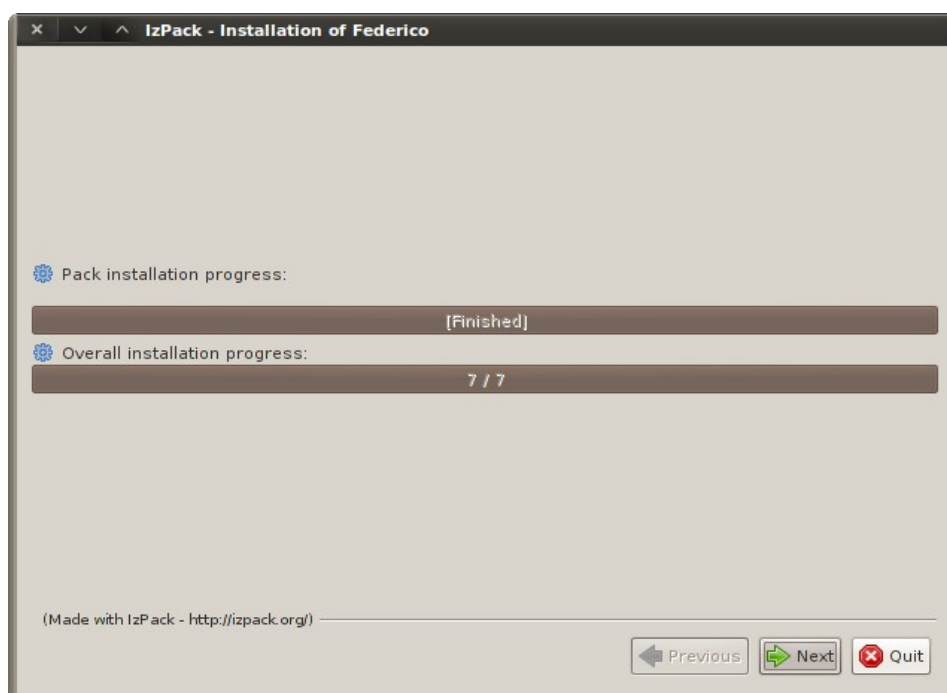 IzPack - Installation of Federico
Pack installation progress:
[Finished]
Overall installation progress:
7 / 7
(Made with IzPack - http://izpack.org/)
Previous
Next
Quit